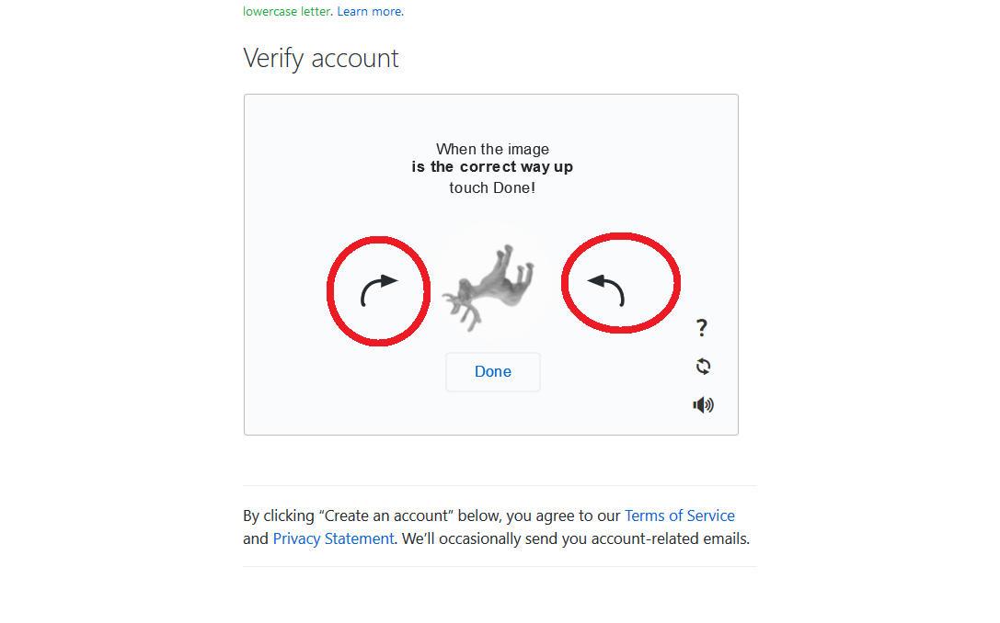 lowercase letter. Learn more.
Verify account
When the image
is the correct way up
touch Done!
?
Done
By clicking “Create an account” below, you agree to our Terms of Service
and Privacy Statement. We’ll occasionally send you account-related emails.